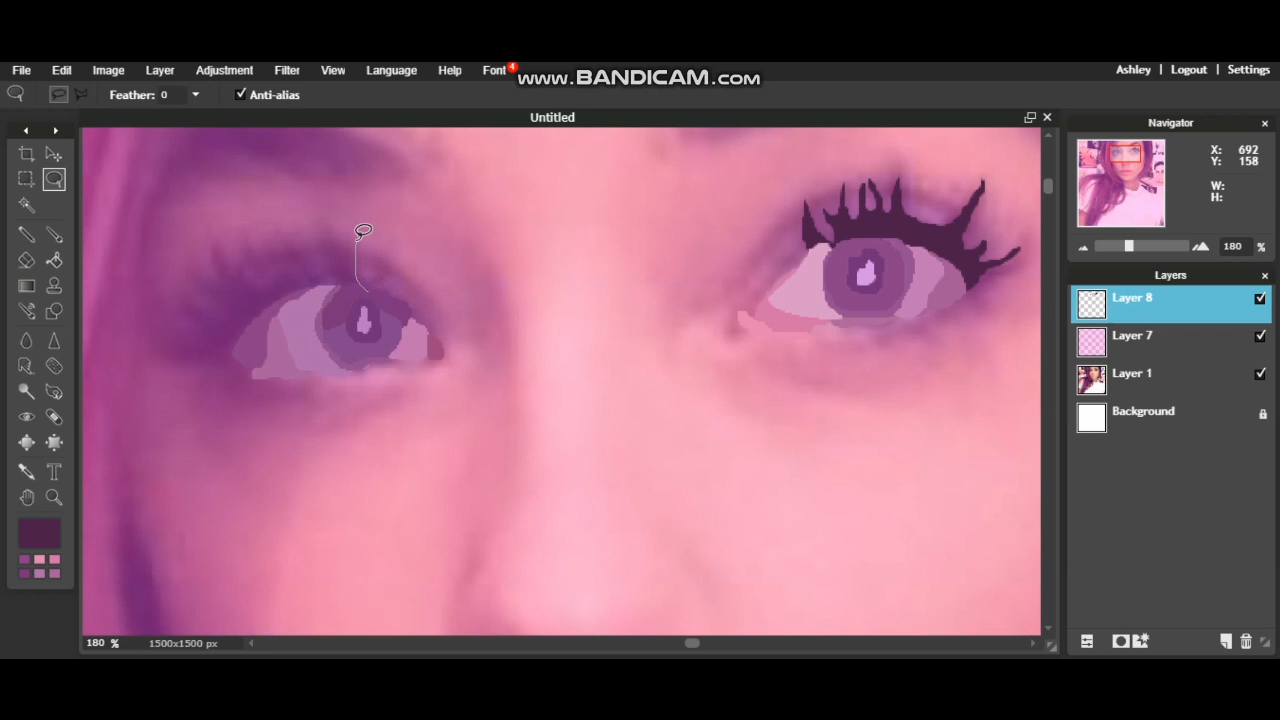 File Edit Image Layer Adjustment Filter View Language Help Font 4 www.BANDICAM.com Ashley | Logout | Settings
Feather: 0 Anti-alias
Untitled
Navigator
X: 692
Y: 158
W:
H:
180 %
Layers
Layer 8
Layer 7
Layer 1
Background
180 % 1500x1500 px